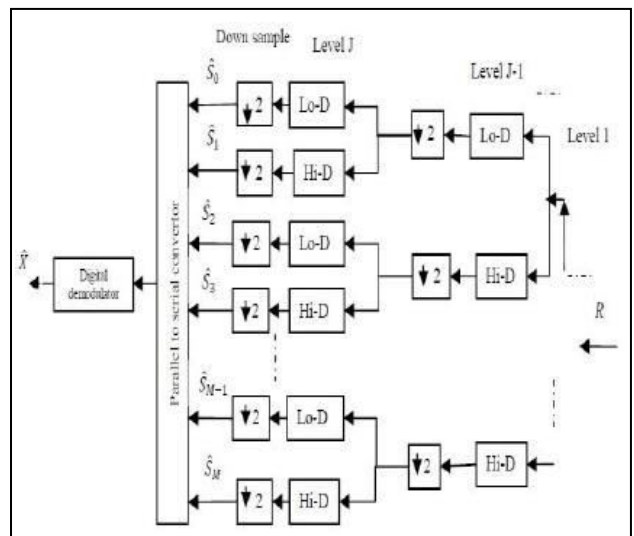 Down sample
Level J
Level J-1
Level 1
Ŝ0
↓2
Lo-D
↓2
Lo-D
Ŝ1
↓2
Hi-D
Ŝ2
↓2
Lo-D
X̂
Digital
demodulator
Parallel to serial convertor
↓2
Hi-D
Ŝ3
↓2
Hi-D
R
ŜM−1
↓2
Lo-D
↓2
Hi-D
ŜM
↓2
Hi-D